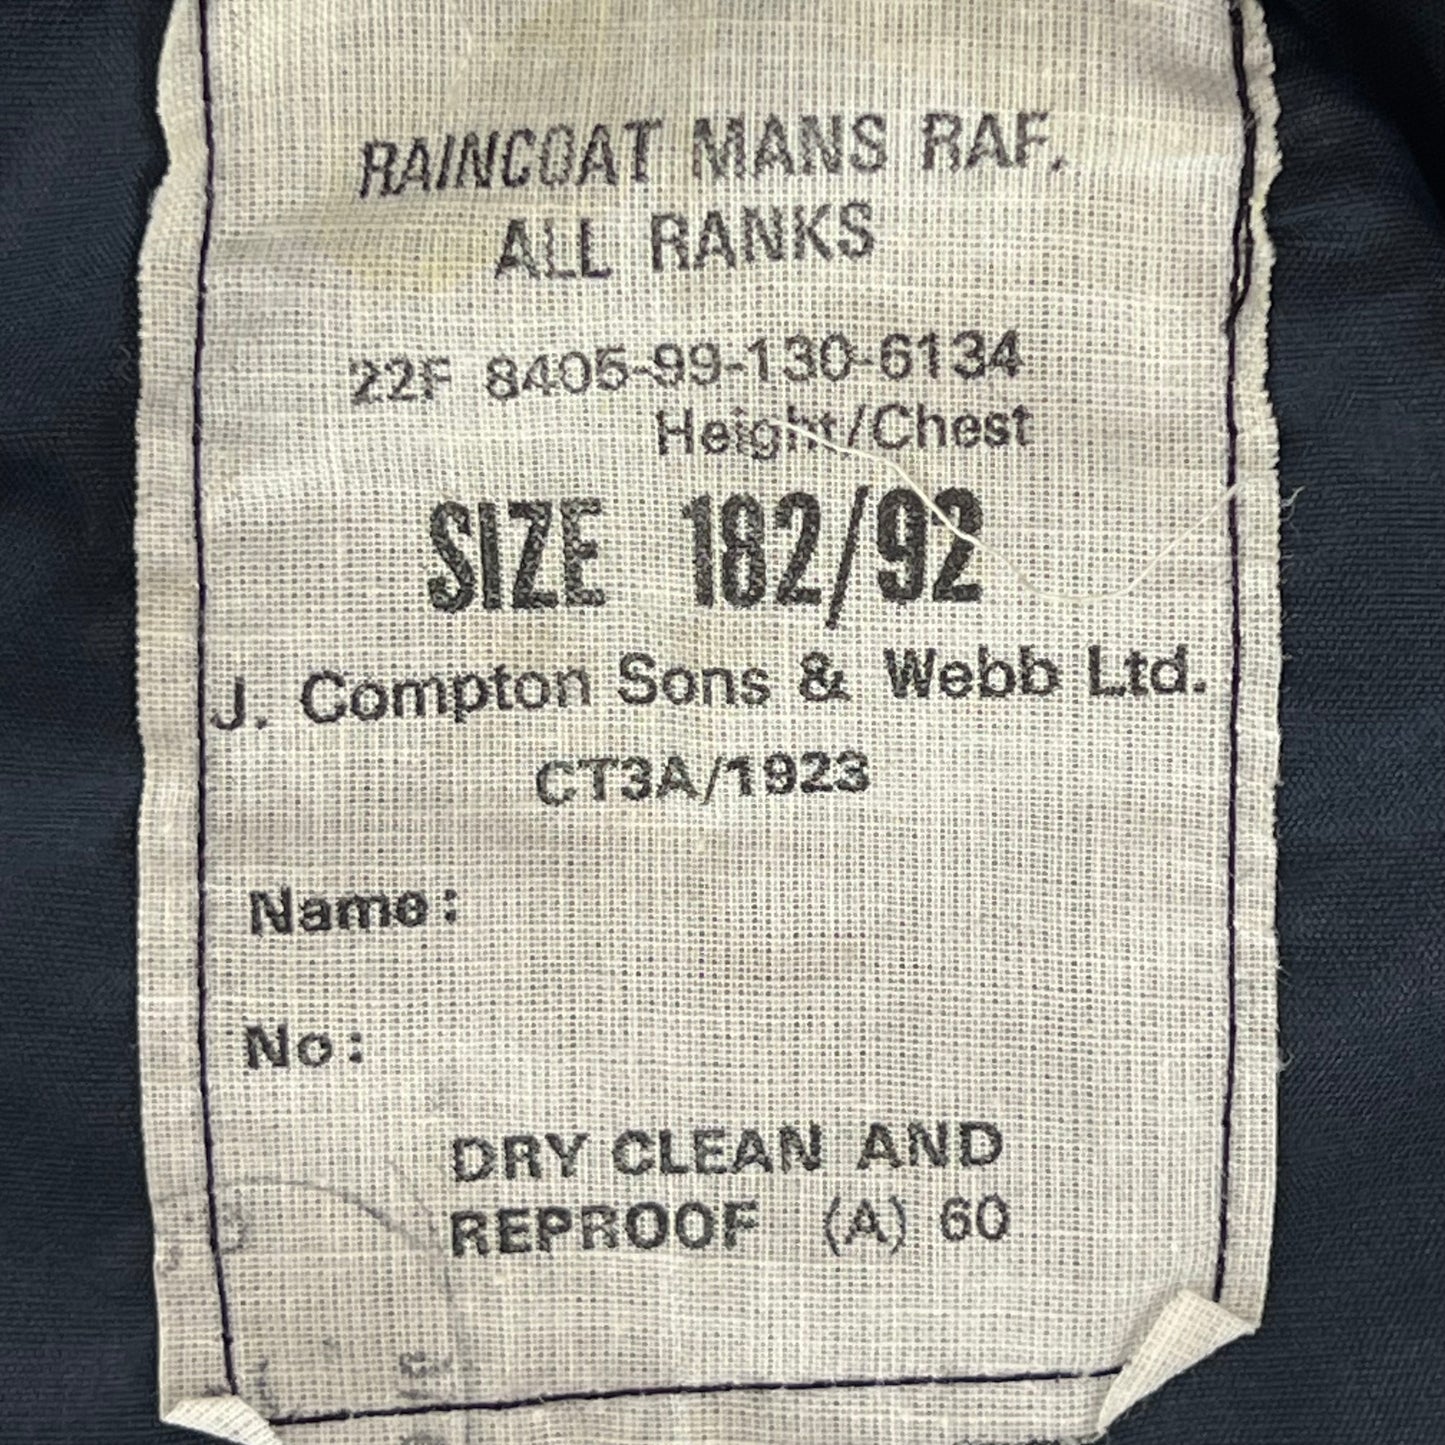 RAINCOAT MANS RAF.
ALL RANKS
22F 8405-99-130-6134
Height/Chest
SIZE 182/92
J. Compton Sons & Webb Ltd.
CT3A/1923
Name:
No:
DRY CLEAN AND
REPROOF (A) 60